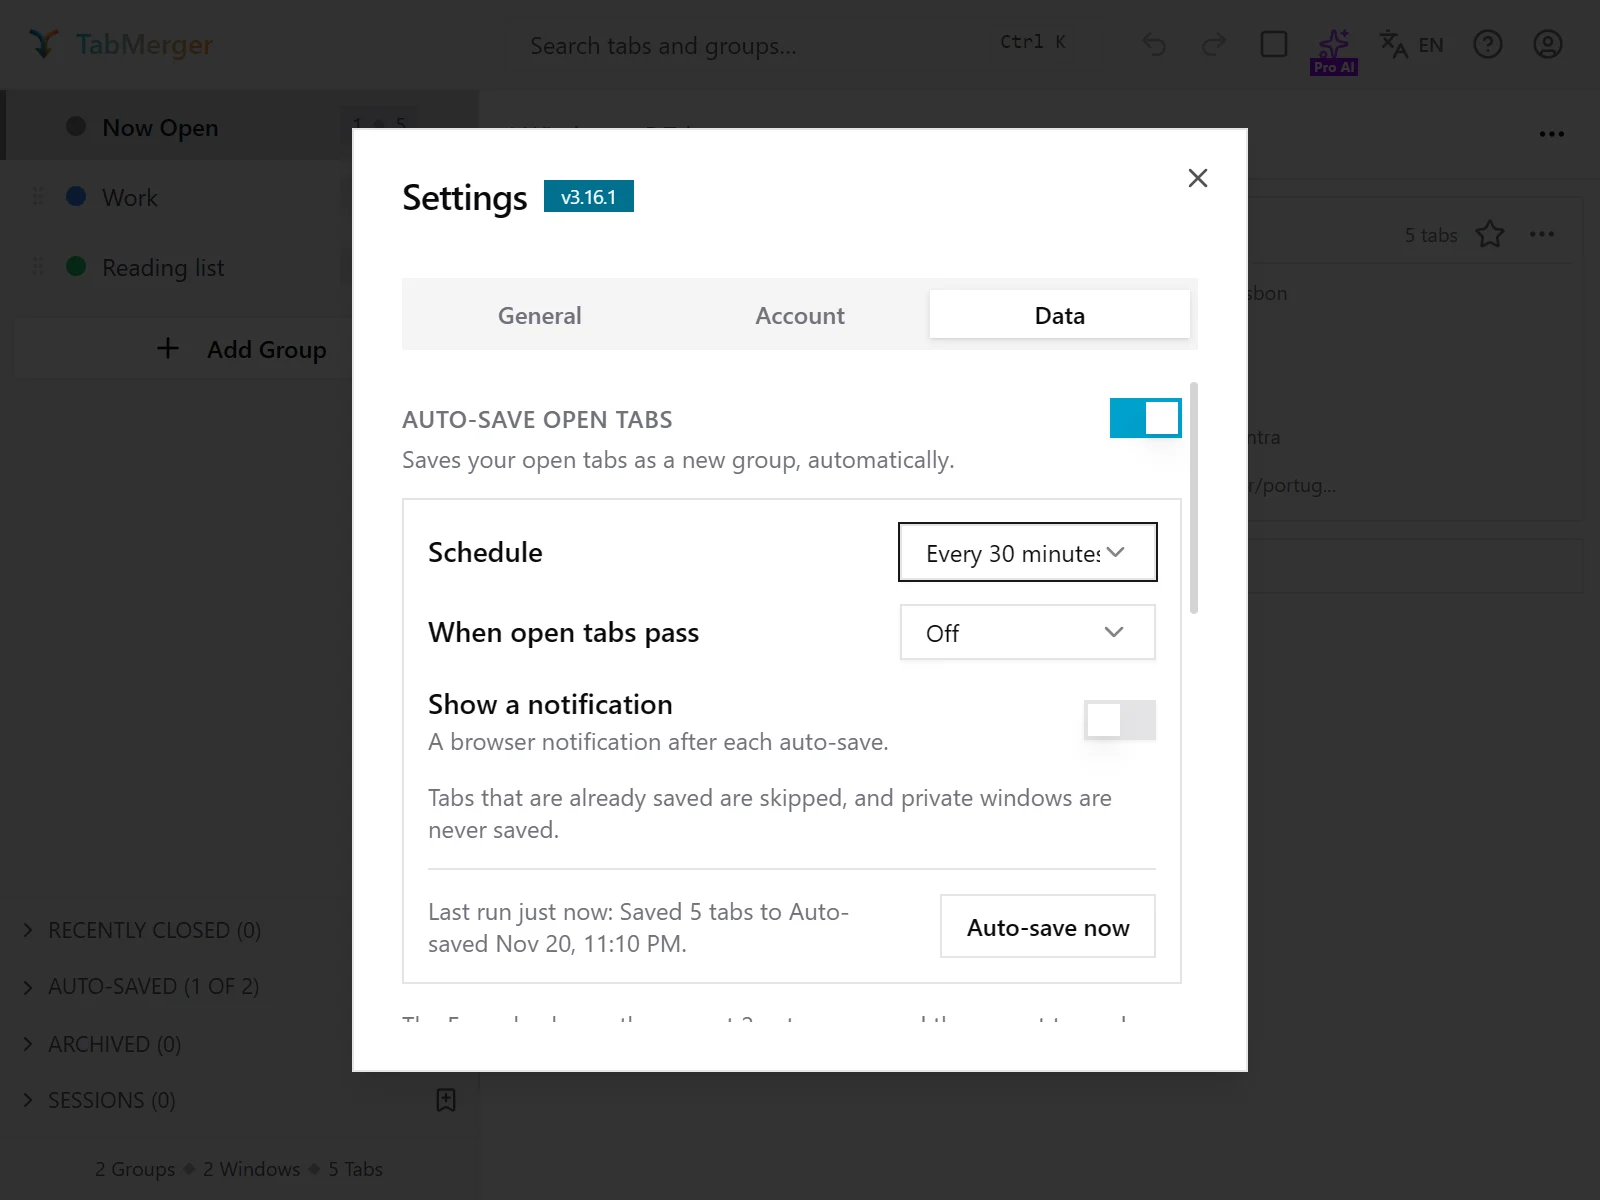 TabMerger
Search tabs and groups...
Ctrl K
Pro AI
EN
Now Open
1 5
Work
Reading list
Add Group
5 tabs
Settings
v3.16.1
General
Account
Data
AUTO-SAVE OPEN TABS
Saves your open tabs as a new group, automatically.
Schedule
Every 30 minutes
When open tabs pass
Off
Show a notification
A browser notification after each auto-save.
Tabs that are already saved are skipped, and private windows are
never saved.
Last run just now: Saved 5 tabs to Auto-
saved Nov 20, 11:10 PM.
Auto-save now
RECENTLY CLOSED (0)
AUTO-SAVED (1 OF 2)
ARCHIVED (0)
SESSIONS (0)
2 Groups ◆ 2 Windows ◆ 5 Tabs